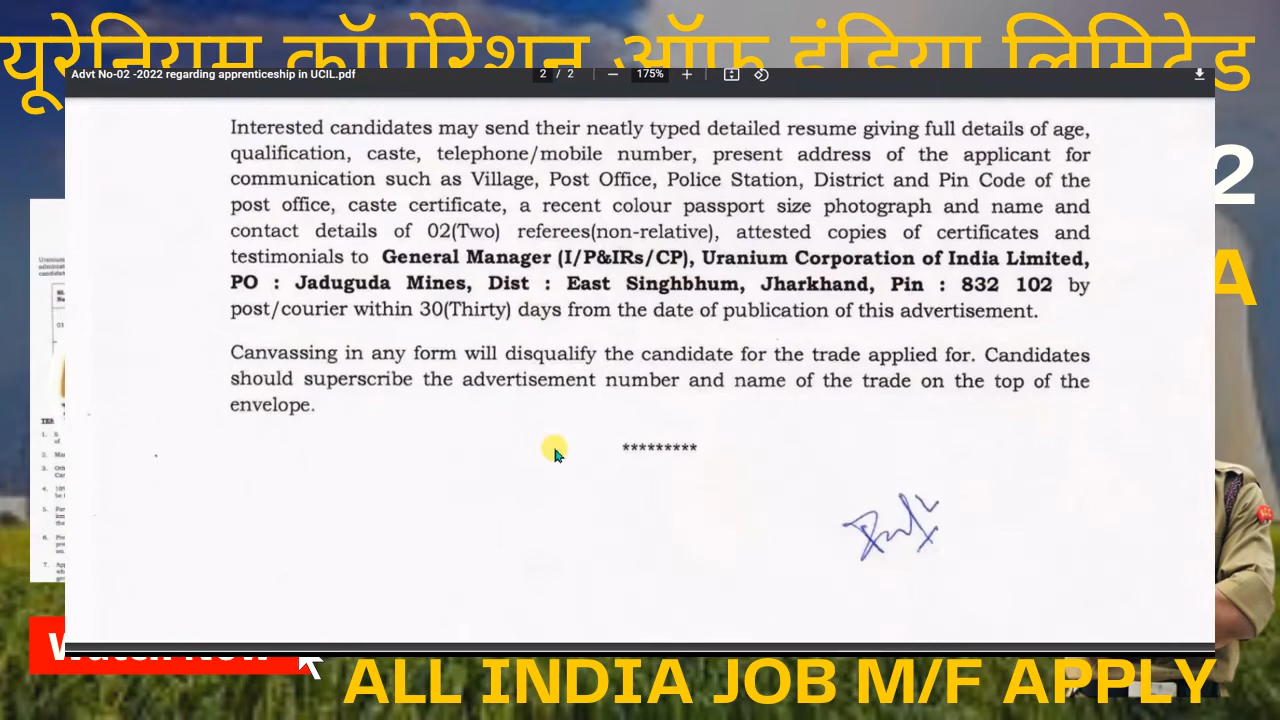 यूरेनियम कॉर्पोरेशन ऑफ इंडिया लिमिटेड
Advt No-02 -2022 regarding apprenticeship in UCIL.pdf
2 / 2
175%
Interested candidates may send their neatly typed detailed resume giving full details of age,
qualification, caste, telephone/mobile number, present address of the applicant for
communication such as Village, Post Office, Police Station, District and Pin Code of the
post office, caste certificate, a recent colour passport size photograph and name and
contact details of 02(Two) referees(non-relative), attested copies of certificates and
testimonials to General Manager (I/P&IRs/CP), Uranium Corporation of India Limited,
PO : Jaduguda Mines, Dist : East Singhbhum, Jharkhand, Pin : 832 102 by
post/courier within 30(Thirty) days from the date of publication of this advertisement.
Canvassing in any form will disqualify the candidate for the trade applied for. Candidates
should superscribe the advertisement number and name of the trade on the top of the
envelope.
*********
2
A
Watch Now
ALL INDIA JOB M/F APPLY